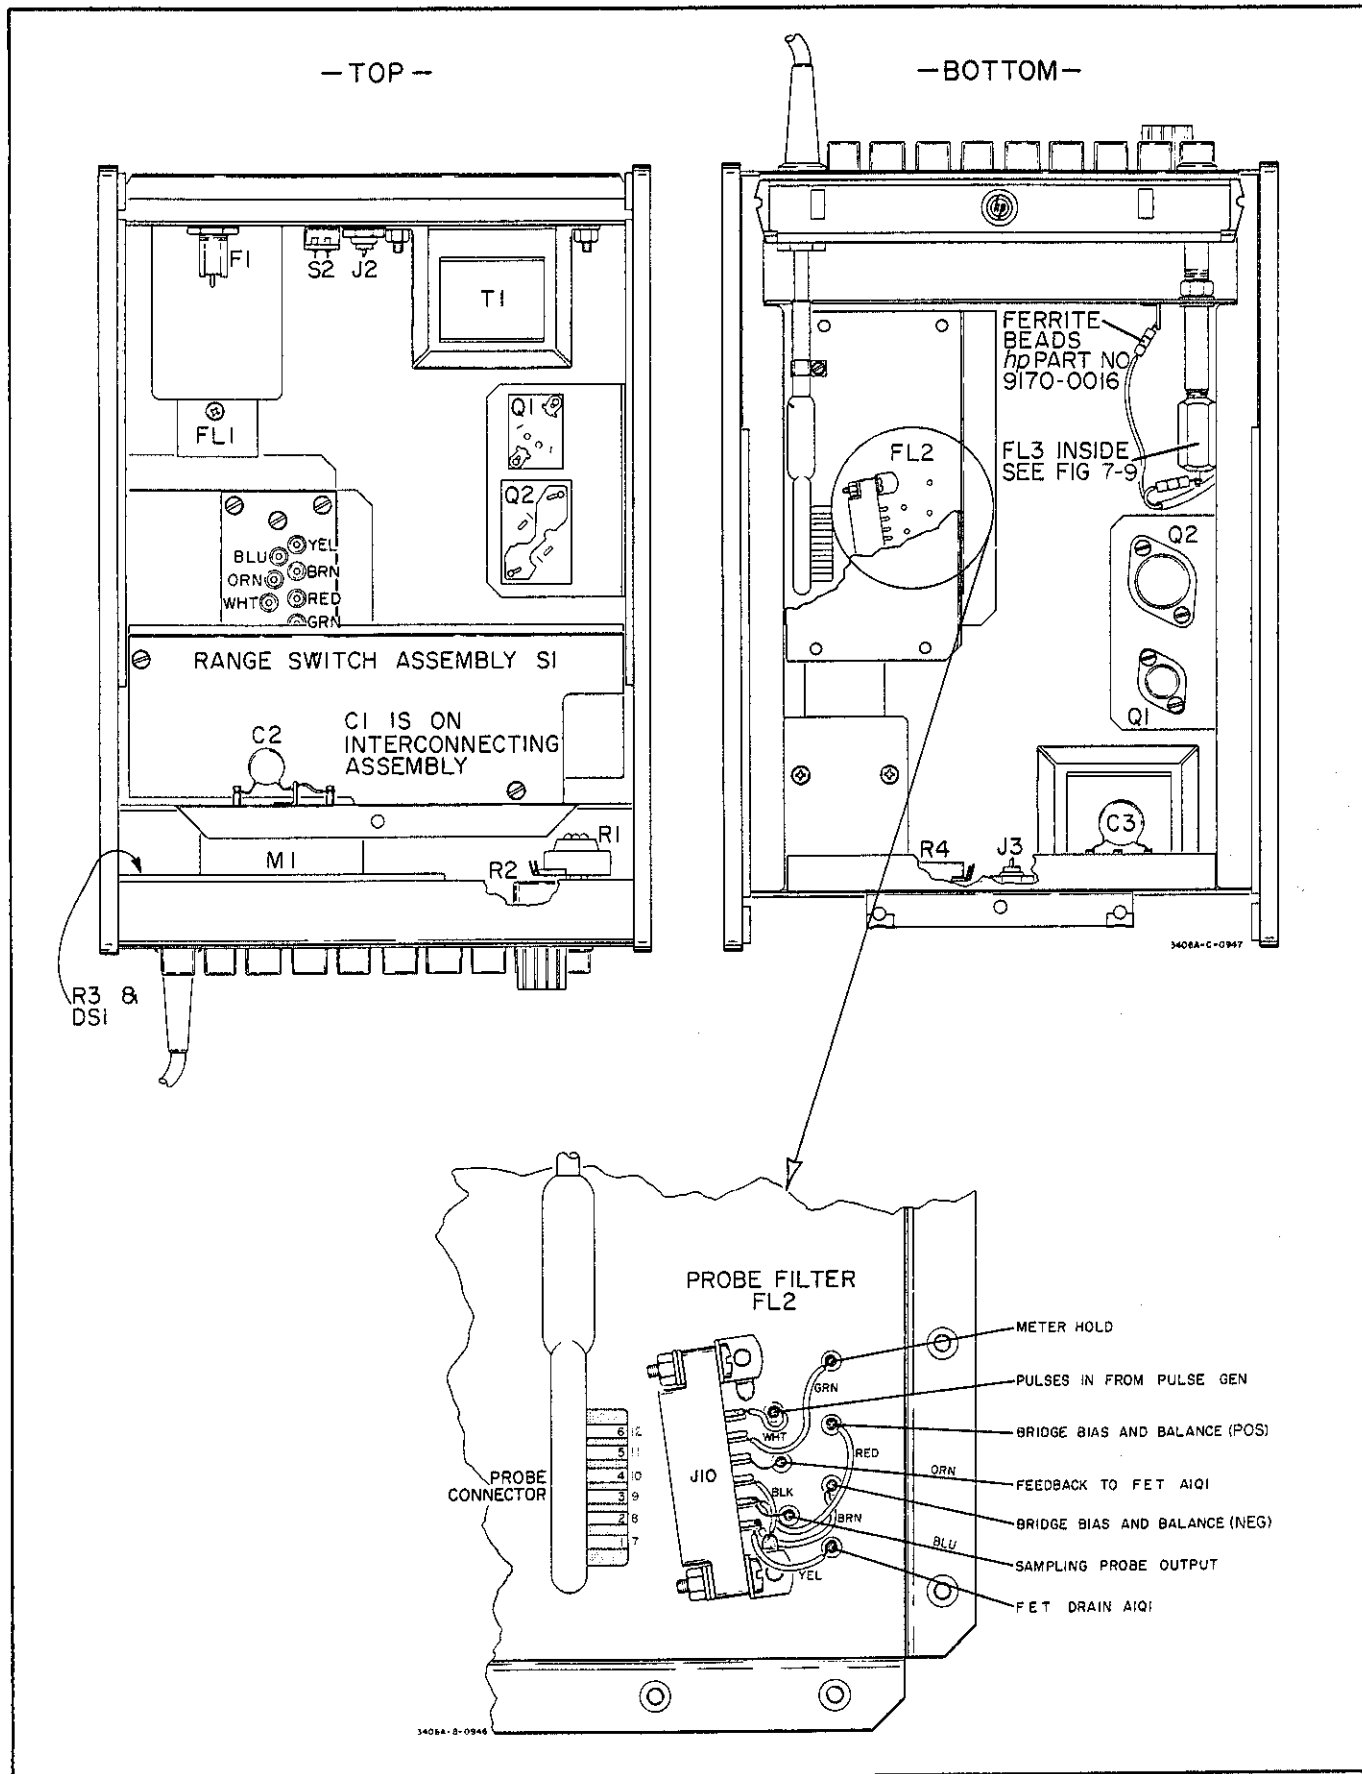 —TOP—
—BOTTOM—
F1
S2
J2
T1
FL1
Q1
Q2
YEL
BLU
BRN
ORN
RED
WHT
GRN
RANGE SWITCH ASSEMBLY S1
C2
C1 IS ON
INTERCONNECTING
ASSEMBLY
R1
M1
R2
R3 &
DS1
hp
FERRITE
BEADS
hp PART NO
9170-0016
FL2
FL3 INSIDE
SEE FIG 7-9
Q2
Q1
C3
R4
J3
3406A-C-0947
PROBE FILTER
FL2
METER HOLD
GRN
PULSES IN FROM PULSE GEN
WHT
BRIDGE BIAS AND BALANCE (POS)
RED
6 12
5 11
4 10
3 9
2 8
1 7
PROBE
CONNECTOR
J10
ORN
FEEDBACK TO FET A1Q1
BLK
BRN
BRIDGE BIAS AND BALANCE (NEG)
BLU
SAMPLING PROBE OUTPUT
YEL
FET DRAIN A1Q1
3406A-B-0946